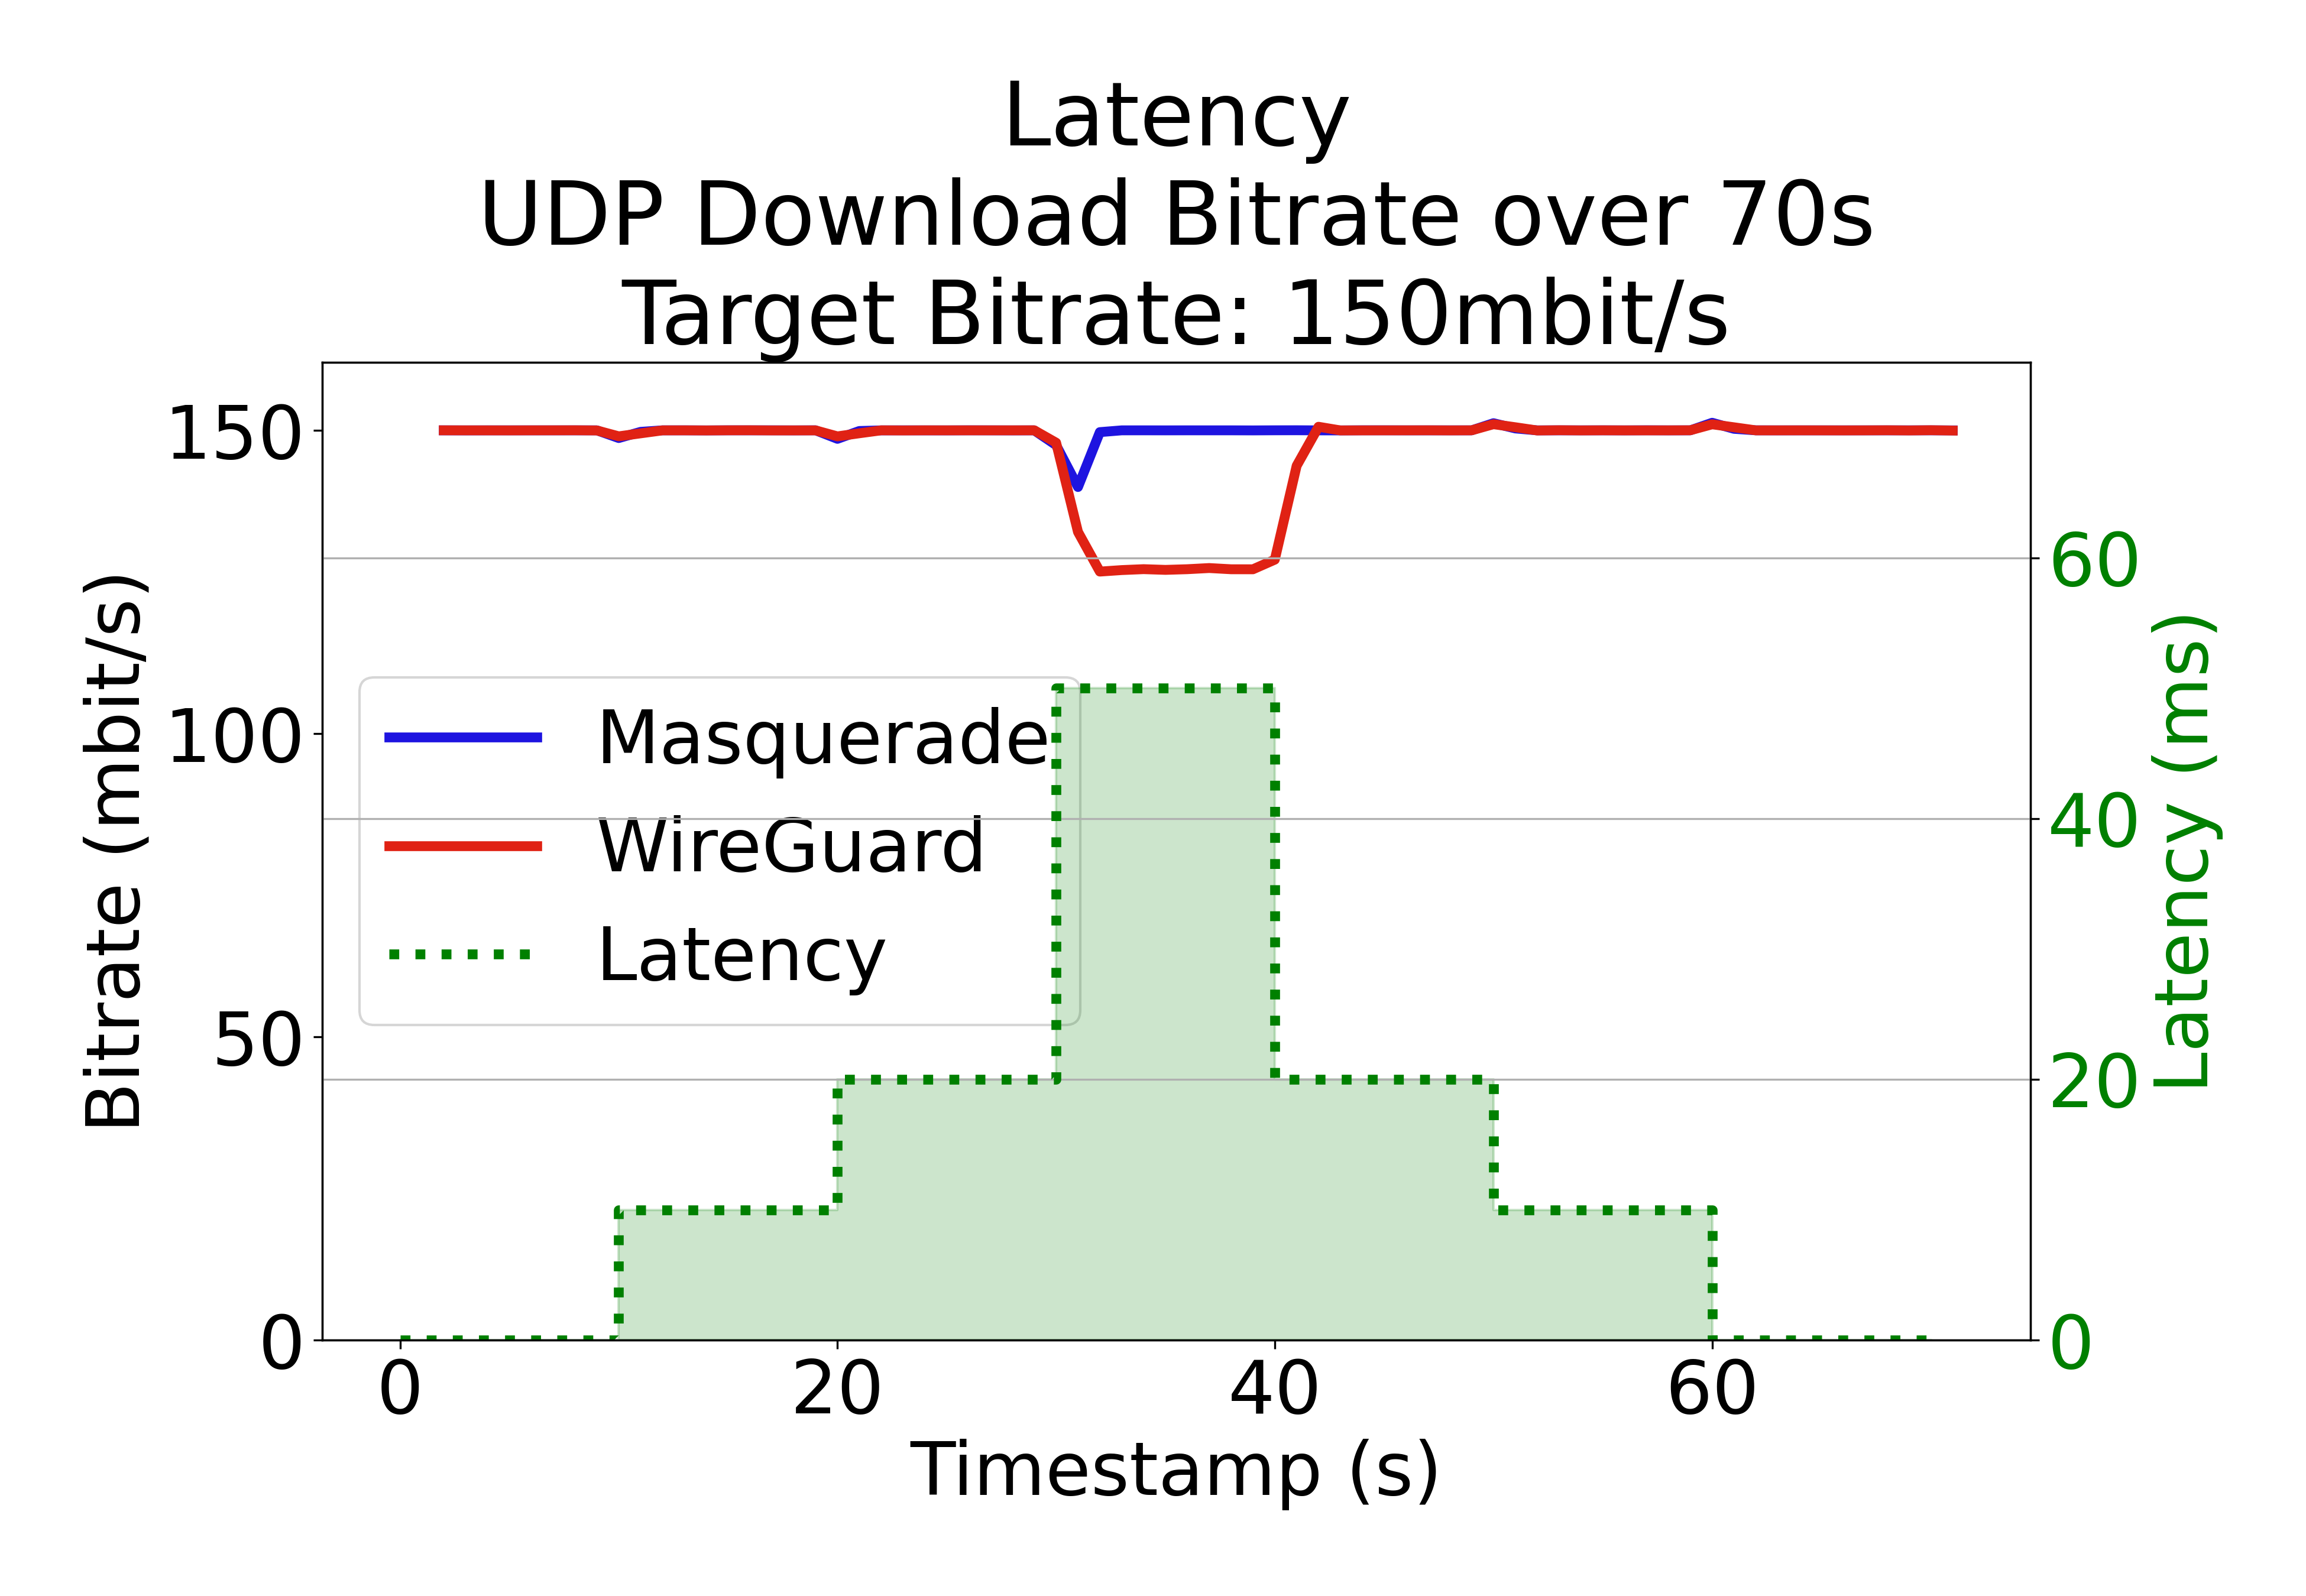 Latency
UDP Download Bitrate over 70s
Target Bitrate: 150mbit/s
150
100
50
0
Bitrate (mbit/s)
Masquerade
WireGuard
Latency
60
40
20
0
Latency (ms)
0
20
40
60
Timestamp (s)